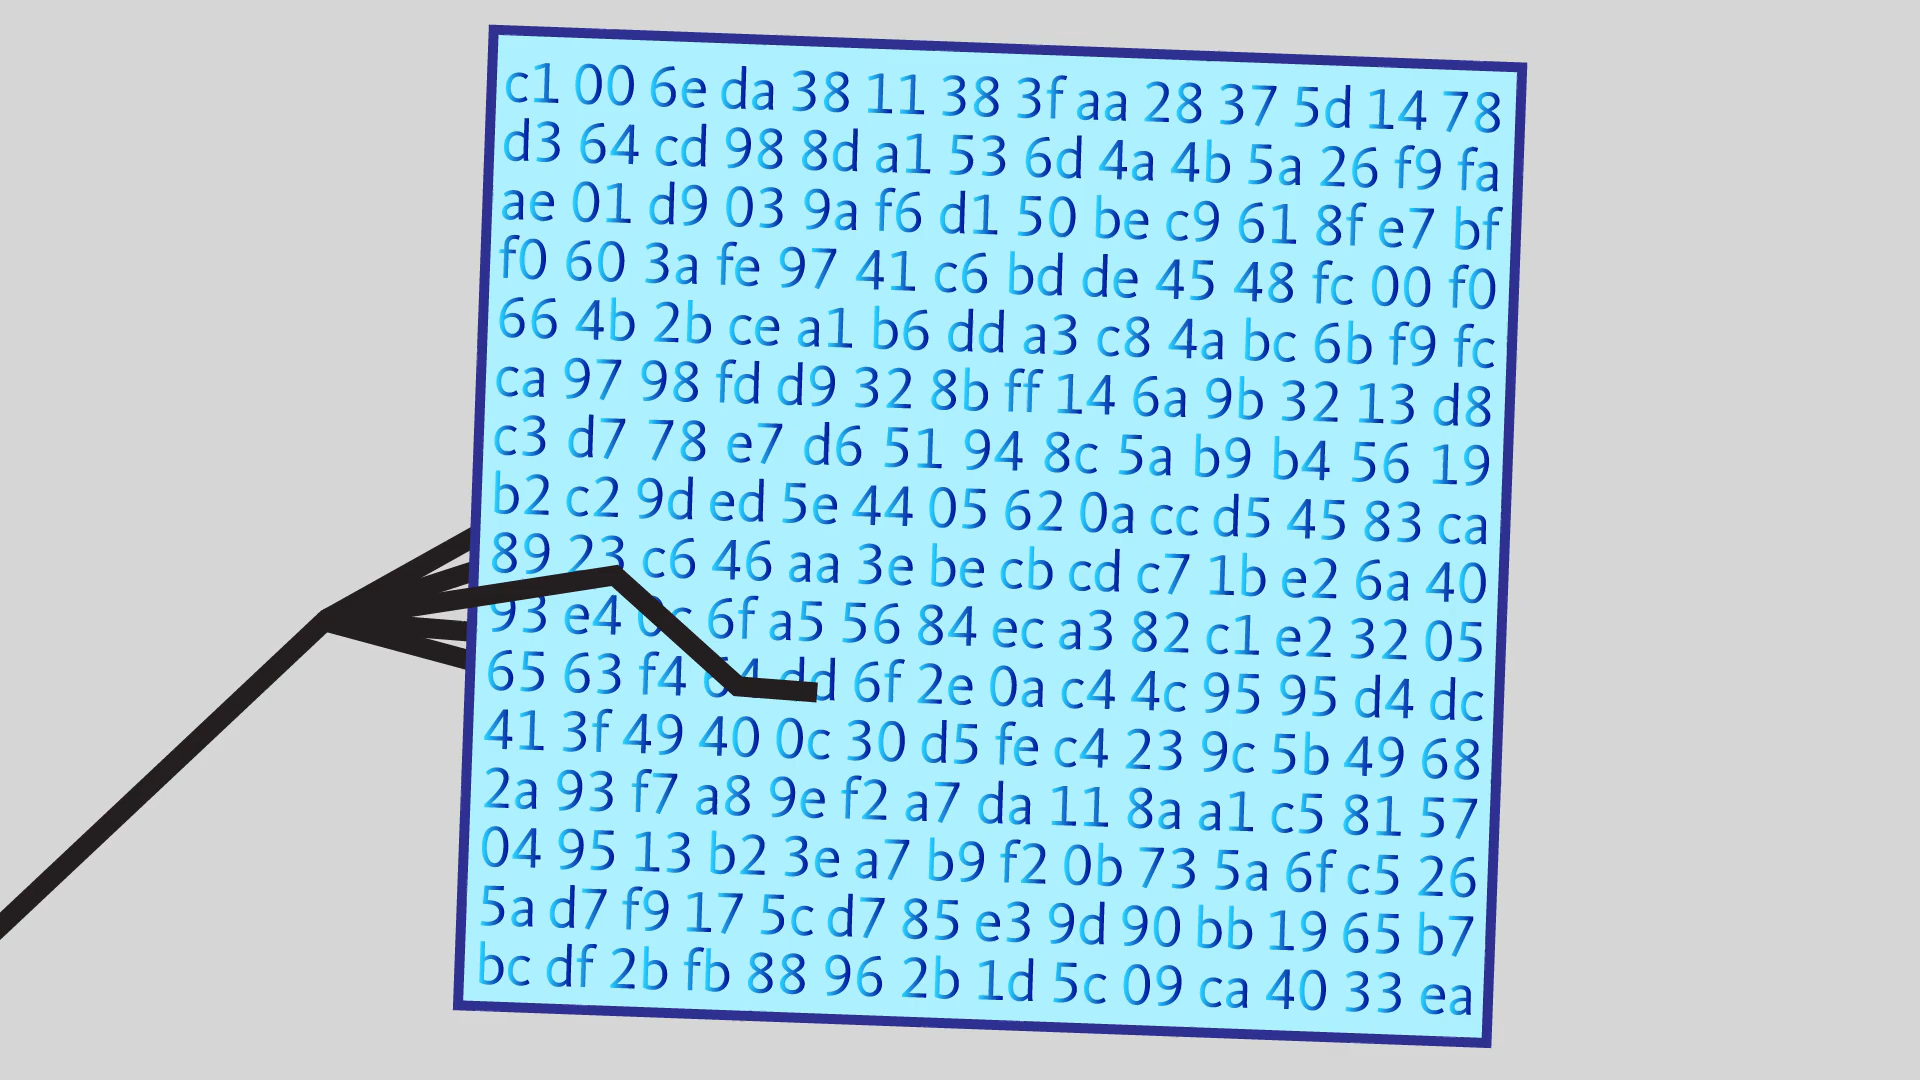 c1 00 6e da 38 11 38 3f aa 28 37 5d 14 78
d3 64 cd 98 8d a1 53 6d 4a 4b 5a 26 f9 fa
ae 01 d9 03 9a f6 d1 50 be c9 61 8f e7 bf
f0 60 3a fe 97 41 c6 bd de 45 48 fc 00 f0
66 4b 2b ce a1 b6 dd a3 c8 4a bc 6b f9 fc
ca 97 98 fd d9 32 8b ff 14 6a 9b 32 13 d8
c3 d7 78 e7 d6 51 94 8c 5a b9 b4 56 19
b2 c2 9d ed 5e 44 05 62 0a cc d5 45 83 ca
89 23 c6 46 aa 3e be cb cd c7 1b e2 6a 40
93 e4 0c 6f a5 56 84 ec a3 82 c1 e2 32 05
65 63 f4 64 dd 6f 2e 0a c4 4c 95 95 d4 dc
41 3f 49 40 0c 30 d5 fe c4 23 9c 5b 49 68
2a 93 f7 a8 9e f2 a7 da 11 8a a1 c5 81 57
04 95 13 b2 3e a7 b9 f2 0b 73 5a 6f c5 26
5a d7 f9 17 5c d7 85 e3 9d 90 bb 19 65 b7
bc df 2b fb 88 96 2b 1d 5c 09 ca 40 33 ea